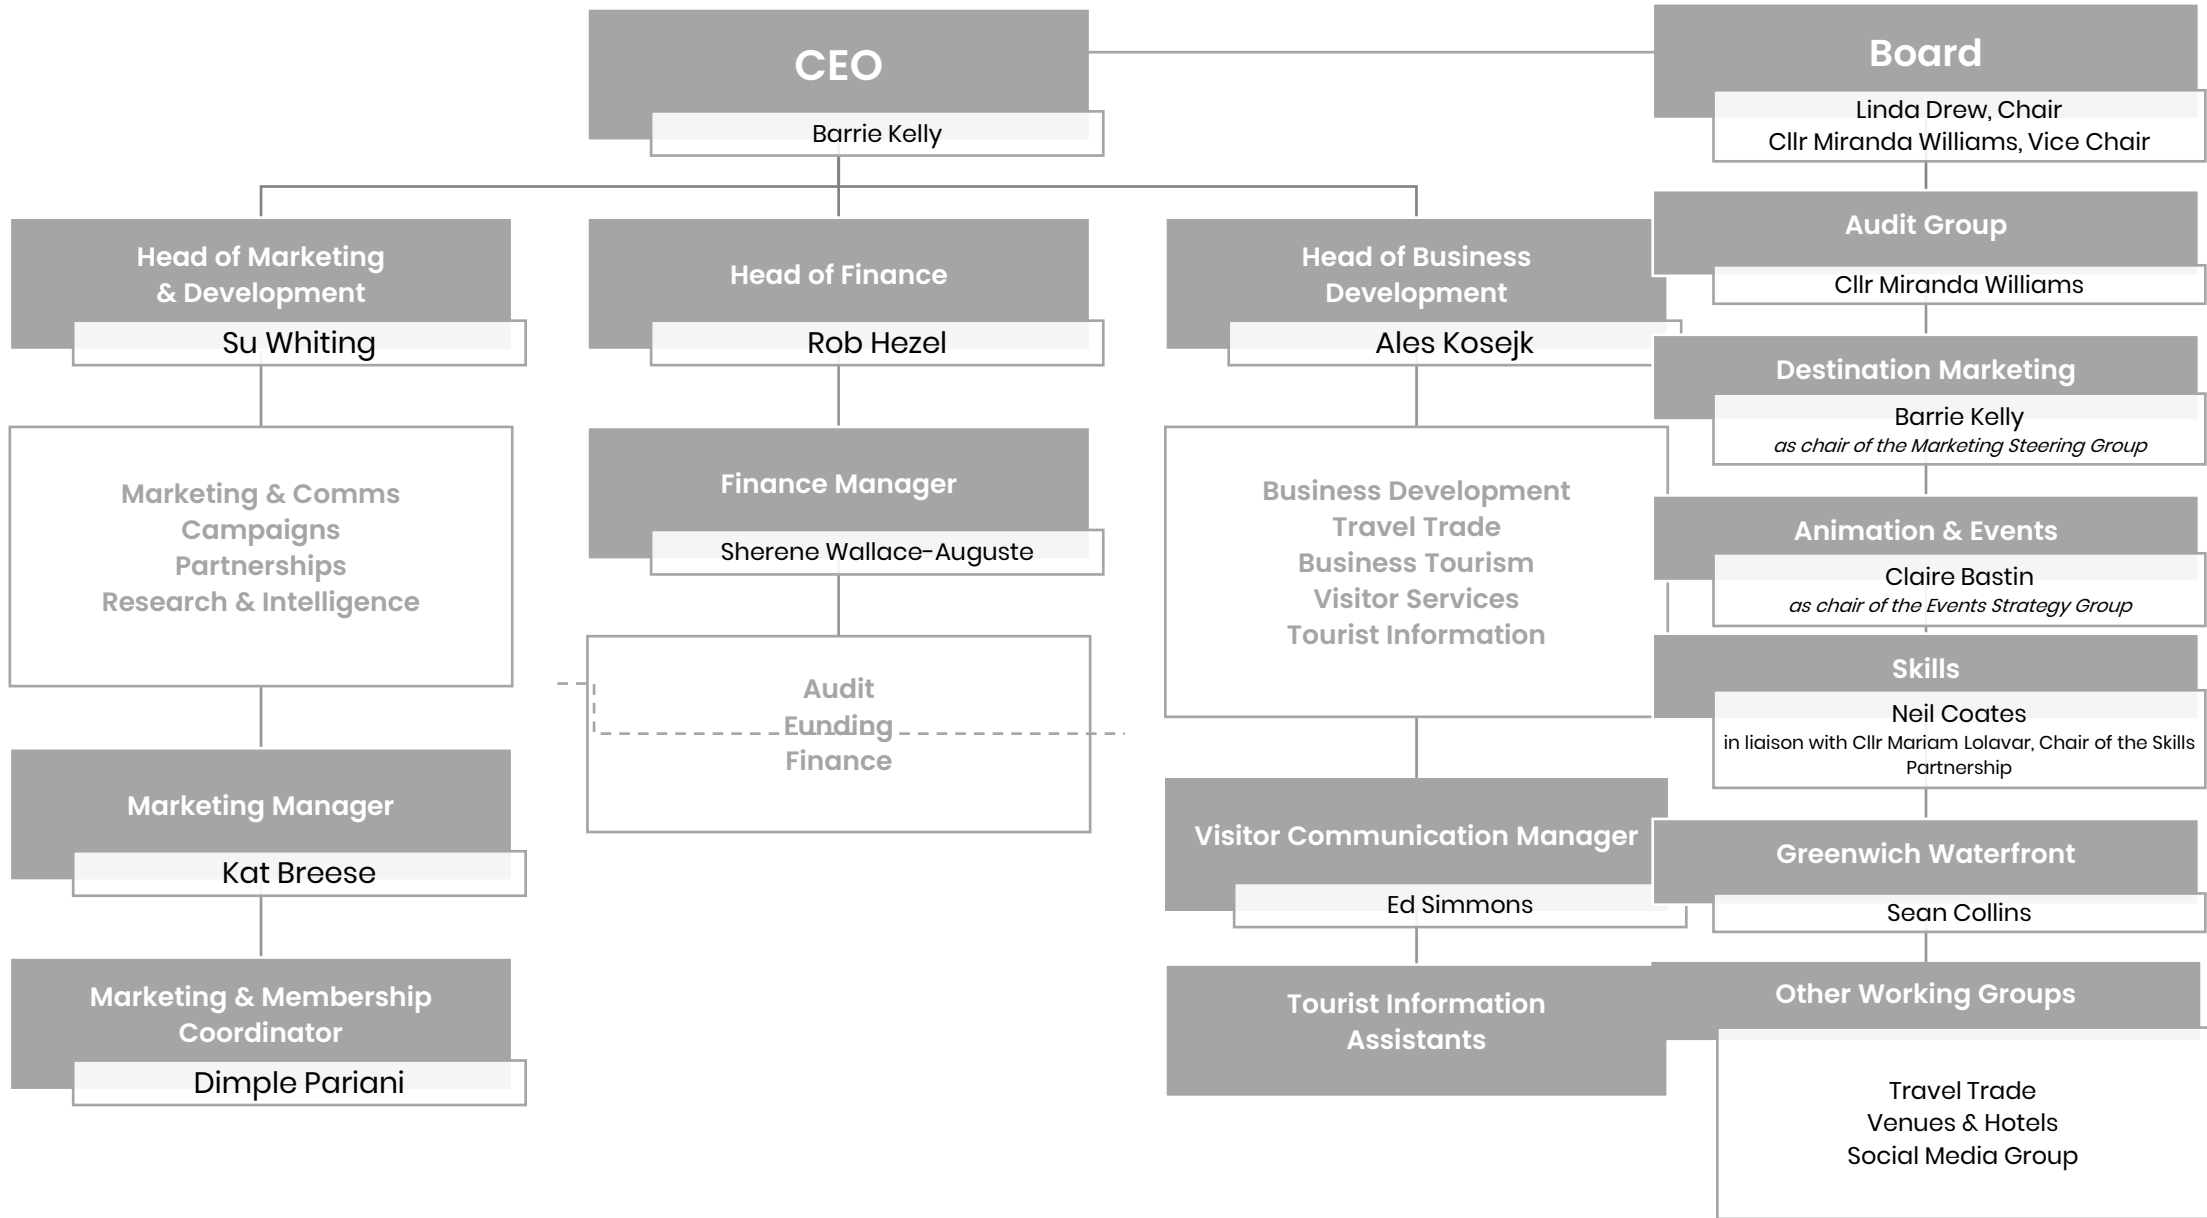 CEO
Barrie Kelly
Board
Linda Drew, Chair
Cllr Miranda Williams, Vice Chair
Head of Marketing
& Development
Su Whiting
Marketing & Comms
Campaigns
Partnerships
Research & Intelligence
Marketing Manager
Kat Breese
Marketing & Membership
Coordinator
Dimple Pariani
Head of Finance
Rob Hezel
Finance Manager
Sherene Wallace-Auguste
Audit
Funding
Finance
Head of Business
Development
Ales Kosejk
Business Development
Travel Trade
Business Tourism
Visitor Services
Tourist Information
Visitor Communication Manager
Ed Simmons
Tourist Information
Assistants
Audit Group
Cllr Miranda Williams
Destination Marketing
Barrie Kelly
as chair of the Marketing Steering Group
Animation & Events
Claire Bastin
as chair of the Events Strategy Group
Skills
Neil Coates
in liaison with Cllr Mariam Lolavar, Chair of the Skills
Partnership
Greenwich Waterfront
Sean Collins
Other Working Groups
Travel Trade
Venues & Hotels
Social Media Group